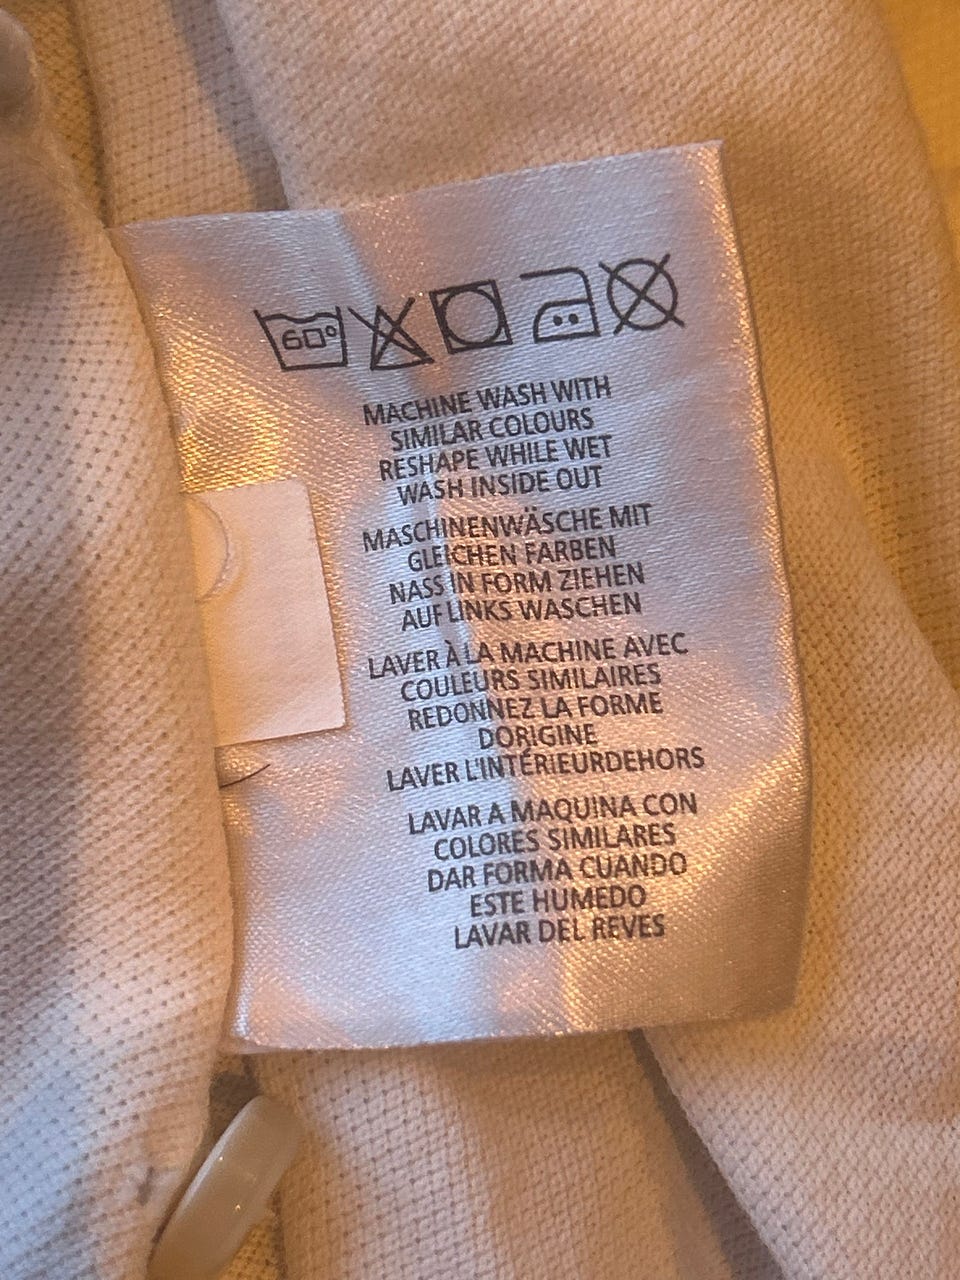 60°
MACHINE WASH WITH
SIMILAR COLOURS
RESHAPE WHILE WET
WASH INSIDE OUT
MASCHINENWÄSCHE MIT
GLEICHEN FARBEN
NASS IN FORM ZIEHEN
AUF LINKS WASCHEN
LAVER À LA MACHINE AVEC
COULEURS SIMILAIRES
REDONNEZ LA FORME
DORIGINE
LAVER L'INTÉRIEURDEHORS
LAVAR A MAQUINA CON
COLORES SIMILARES
DAR FORMA CUANDO
ESTE HUMEDO
LAVAR DEL REVES